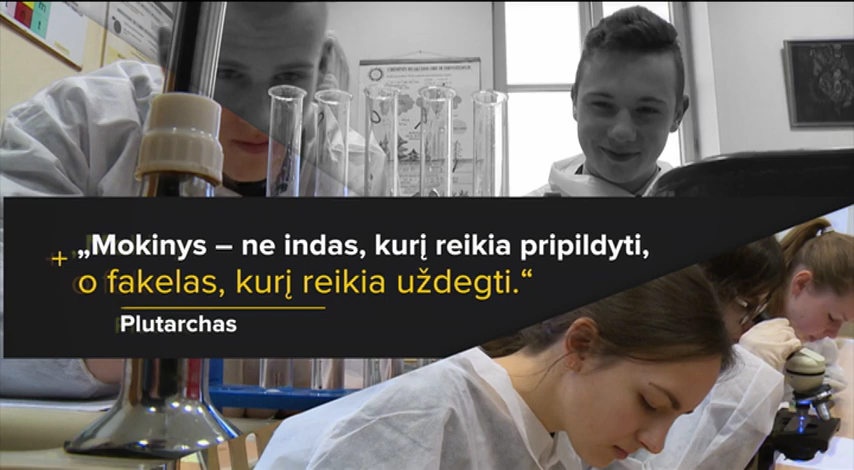 „Mokinys – ne indas, kurį reikia pripildyti,
o fakelas, kurį reikia uždegti.“
Plutarchas